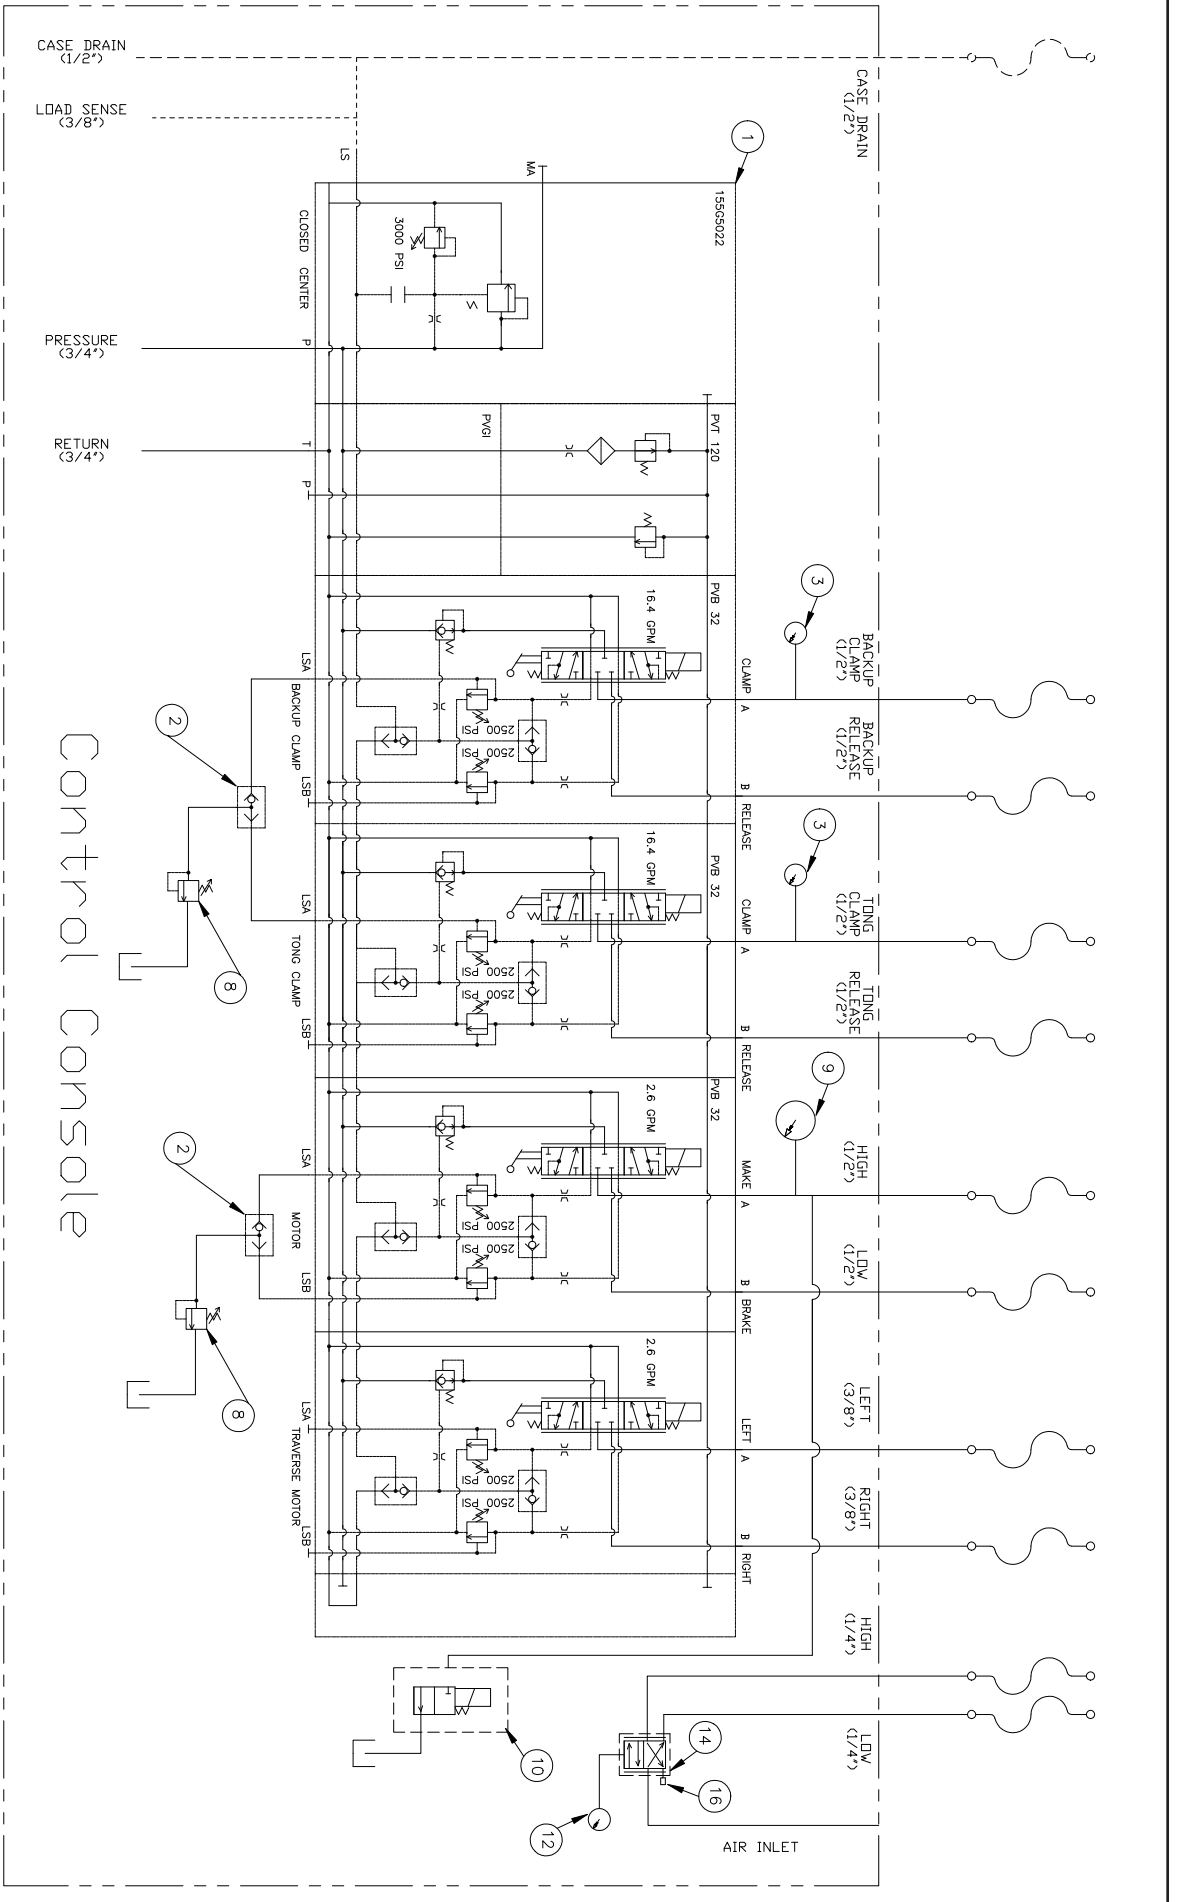 CASE DRAIN
(1/2")
LOAD SENSE
(3/8")
PRESSURE
(3/4")
RETURN
(3/4")
CASE DRAIN
(1/2")
1
155G5022
MA
LS
3000 PSI
CLOSED CENTER
P
PVT 120
PVGI
T
P
3
BACKUP
CLAMP
(1/2")
BACKUP
RELEASE
(1/2")
PVB 32
16.4 GPM
CLAMP A
B RELEASE
2500
PSI
2500
PSI
LSA
BACKUP CLAMP
LSB
2
8
3
TONG
CLAMP
(1/2")
TONG
RELEASE
(1/2")
PVB 32
16.4 GPM
CLAMP A
B RELEASE
2500
PSI
2500
PSI
LSA
TONG CLAMP
LSB
9
HIGH
(1/2")
LOW
(1/2")
PVB 32
2.6 GPM
MAKE A
B BRAKE
2500
PSI
2500
PSI
LSA
MOTOR
LSB
2
8
LEFT
(3/8")
RIGHT
(3/8")
2.6 GPM
LEFT A
B RIGHT
2500
PSI
2500
PSI
LSA
TRAVERSE MOTOR
LSB
HIGH
(1/4")
LOW
(1/4")
10
14
16
12
AIR INLET
Control Console